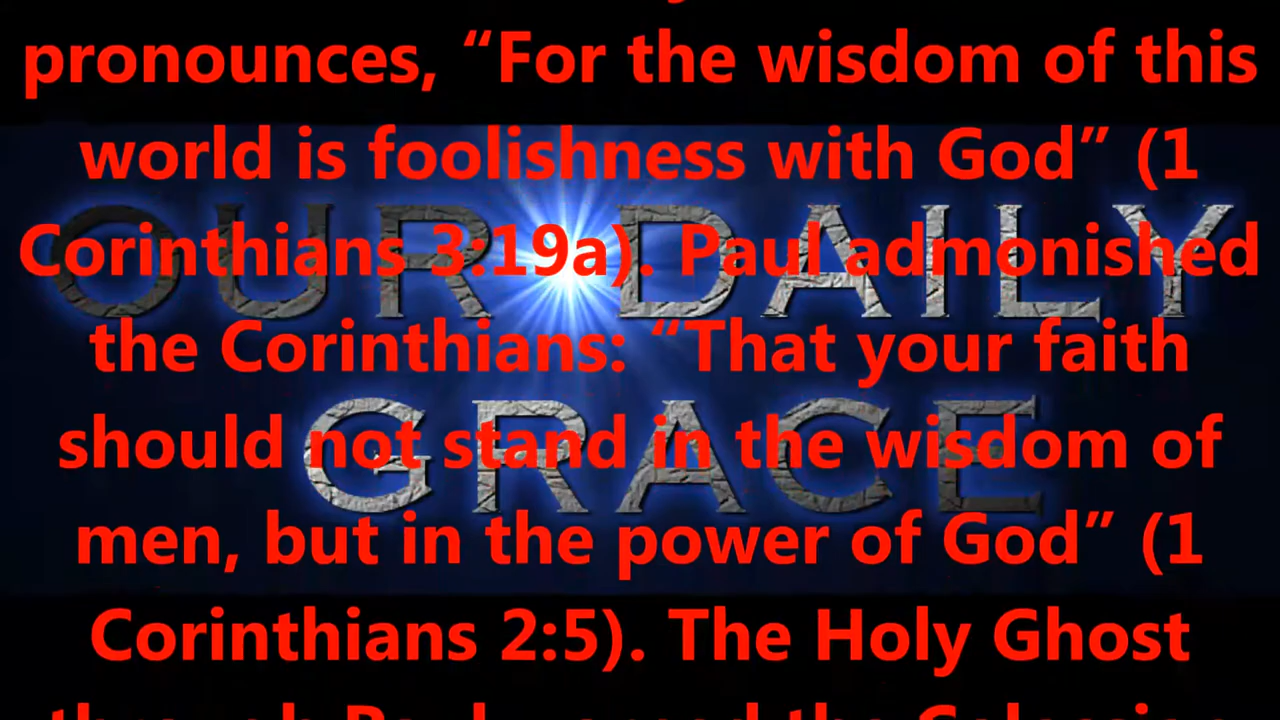 pronounces, “For the wisdom of this
world is foolishness with God” (1
Corinthians 3:19a). Paul admonished
the Corinthians: “That your faith
should not stand in the wisdom of
men, but in the power of God” (1
Corinthians 2:5). The Holy Ghost
OUR DAILY
GRACE